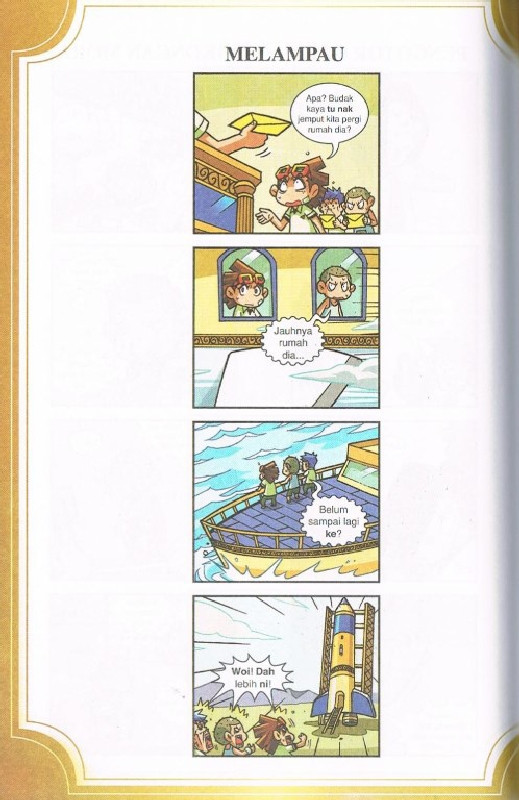 MELAMPAU
Apa? Budak
kaya tu nak
jemput kita pergi
rumah dia?
Jauhnya
rumah
dia...
Belum
sampai lagi
ke?
Woii! Dah
lebih ni!